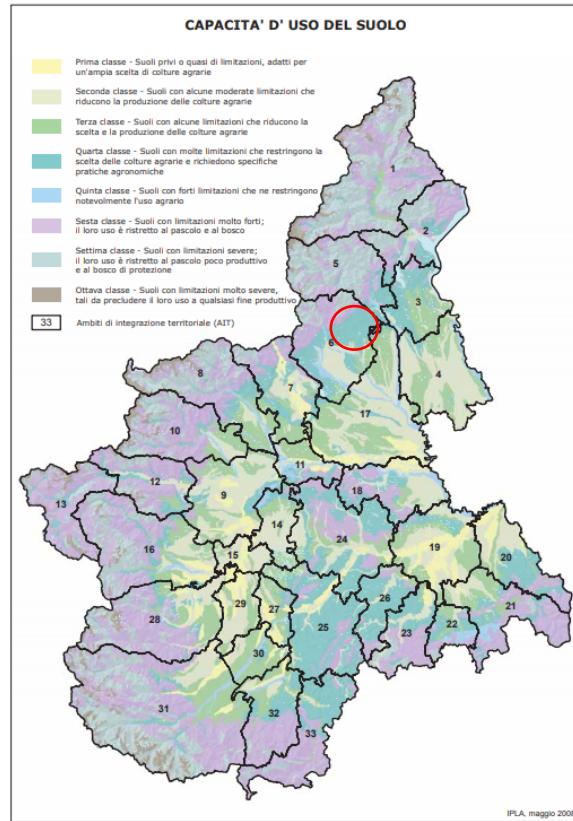 CAPACITA' D' USO DEL SUOLO
Prima classe - Suoli privi o quasi di limitazioni, adatti per
un'ampia scelta di colture agrarie
Seconda classe - Suoli con alcune moderate limitazioni che
riducono la produzione delle colture agrarie
Terza classe - Suoli con alcune limitazioni che riducono la
scelta e la produzione delle colture agrarie
Quarta classe - Suoli con molte limitazioni che restringono la
scelta delle colture agrarie e richiedono specifiche
pratiche agronomiche
Quinta classe - Suoli con forti limitazioni che ne restringono
notevolmente l'uso agrario
Sesta classe - Suoli con limitazioni molto forti;
il loro uso è ristretto al pascolo e al bosco
Settima classe - Suoli con limitazioni severe;
il loro uso è ristretto al pascolo poco produttivo
e al bosco di protezione
Ottava classe - Suoli con limitazioni molto severe,
tali da precludere il loro uso a qualsiasi fine produttivo
33 Ambiti di integrazione territoriale (AIT)
1
2
5
3
6
4
8
7
17
10
11
12
9
18
13
14
24
16
15
19
20
29
27
26
28
25
21
22
23
30
31
32
33
IPLA, maggio 2008